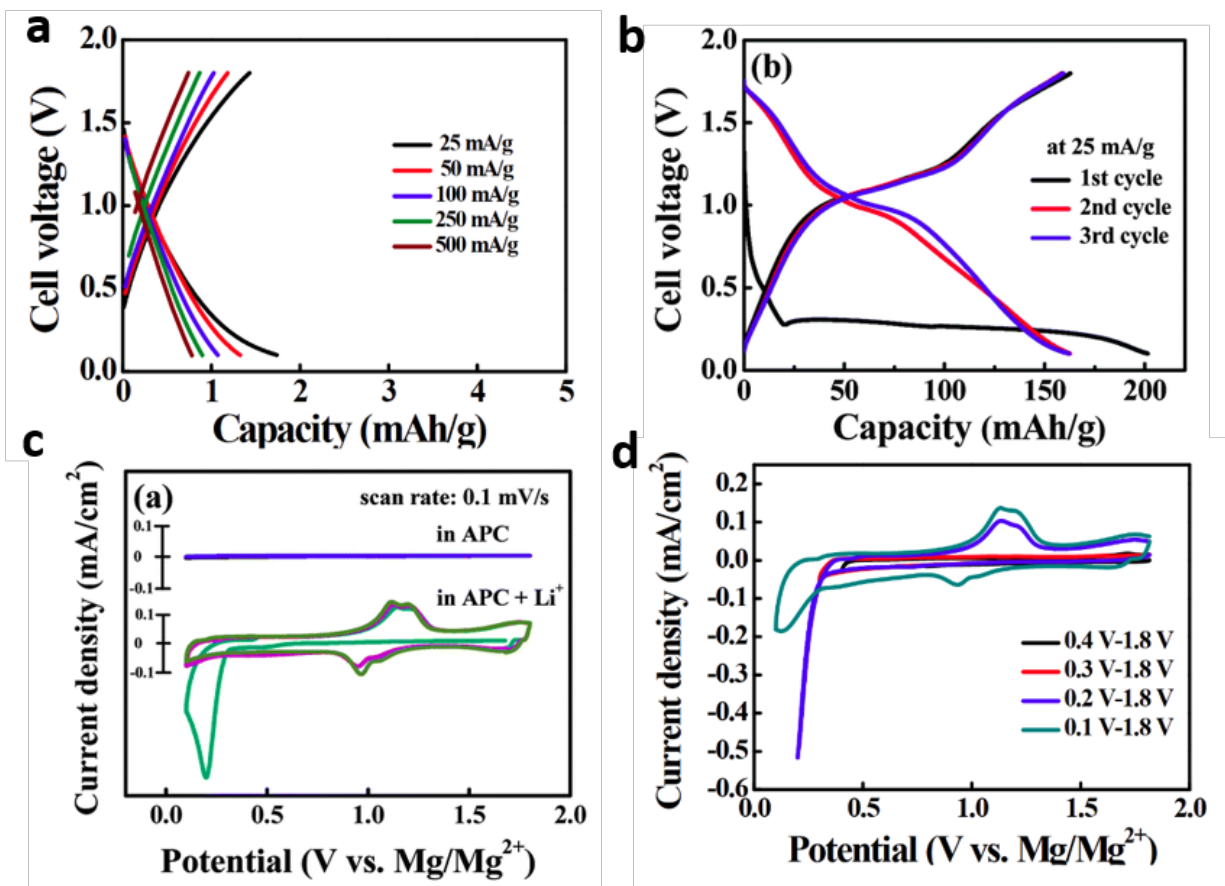 a
2.0
1.5
1.0
0.5
0.0
Cell voltage (V)
25 mA/g
50 mA/g
100 mA/g
250 mA/g
500 mA/g
0 1 2 3 4 5
Capacity (mAh/g)
b
(b)
2.0
1.5
1.0
0.5
0.0
Cell voltage (V)
at 25 mA/g
1st cycle
2nd cycle
3rd cycle
0 50 100 150 200
Capacity (mAh/g)
c
(a)
scan rate: 0.1 mV/s
Current density (mA/cm²)
in APC
0.1
0
-0.1
in APC + Li⁺
0.1
0
-0.1
0.0 0.5 1.0 1.5 2.0
Potential (V vs. Mg/Mg²⁺)
d
Current density (mA/cm²)
0.2
0.1
0.0
-0.1
-0.2
-0.3
-0.4
-0.5
-0.6
0.4 V-1.8 V
0.3 V-1.8 V
0.2 V-1.8 V
0.1 V-1.8 V
0.0 0.5 1.0 1.5 2.0
Potential (V vs. Mg/Mg²⁺)